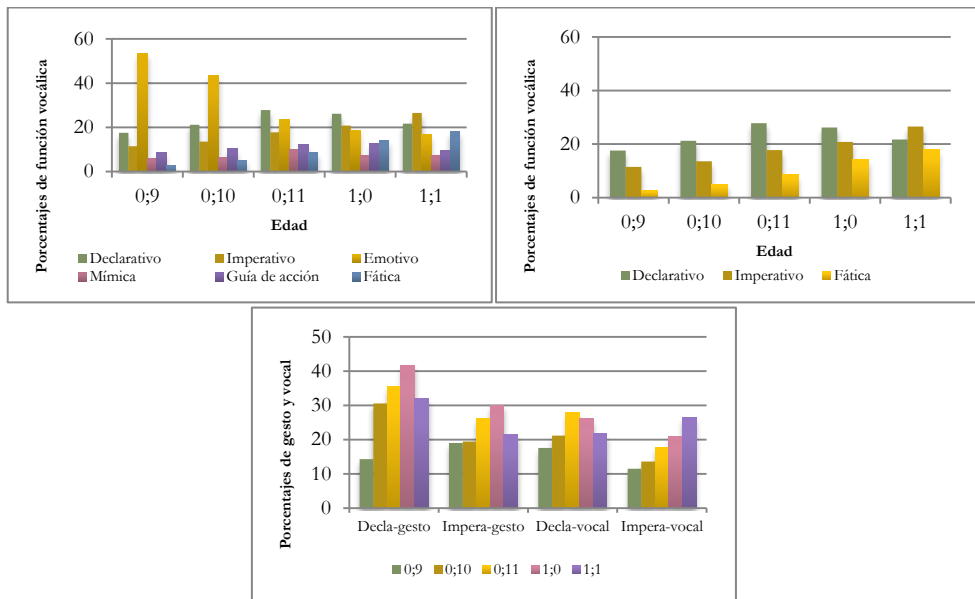 Porcentajes de función vocálica
60
40
20
0
0;9 0;10 0;11 1;0 1;1
Edad
Declarativo Imperativo Emotivo
Mímica Guía de acción Fática
Porcentajes de función vocálica
60
40
20
0
0;9 0;10 0;11 1;0 1;1
Edad
Declarativo Imperativo Fática
Porcentajes de gesto y vocal
50
40
30
20
10
0
Decla-gesto Impera-gesto Decla-vocal Impera-vocal
0;9 0;10 0;11 1;0 1;1